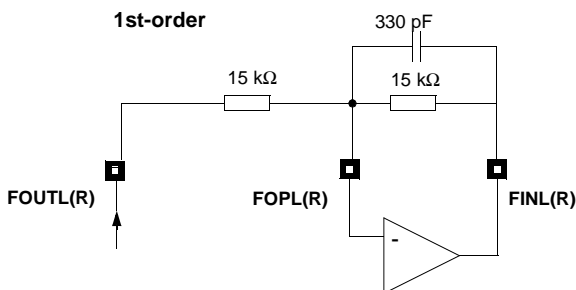 1st-order
330 pF
15 kΩ
15 kΩ
FOUTL(R)
FOPL(R)
FINL(R)
-